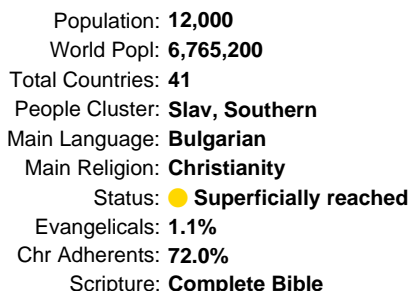 Population: 12,000
World Popl: 6,765,200
Total Countries: 41
People Cluster: Slav, Southern
Main Language: Bulgarian
Main Religion: Christianity
Status: Superficially reached
Evangelicals: 1.1%
Chr Adherents: 72.0%
Scripture: Complete Bible